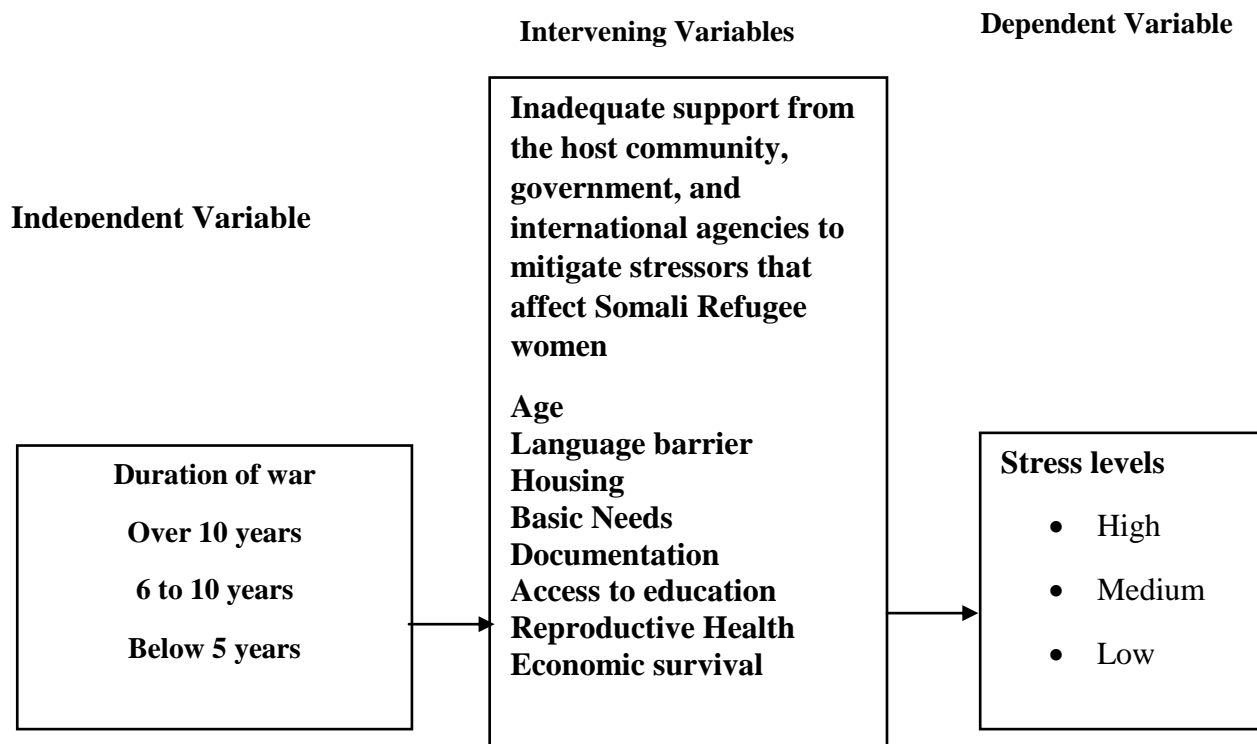 Independent Variable
Duration of war
Over 10 years
6 to 10 years
Below 5 years
Intervening Variables
Inadequate support from
the host community,
government, and
international agencies to
mitigate stressors that
affect Somali Refugee
women
Age
Language barrier
Housing
Basic Needs
Documentation
Access to education
Reproductive Health
Economic survival
Dependent Variable
Stress levels
• High
• Medium
• Low